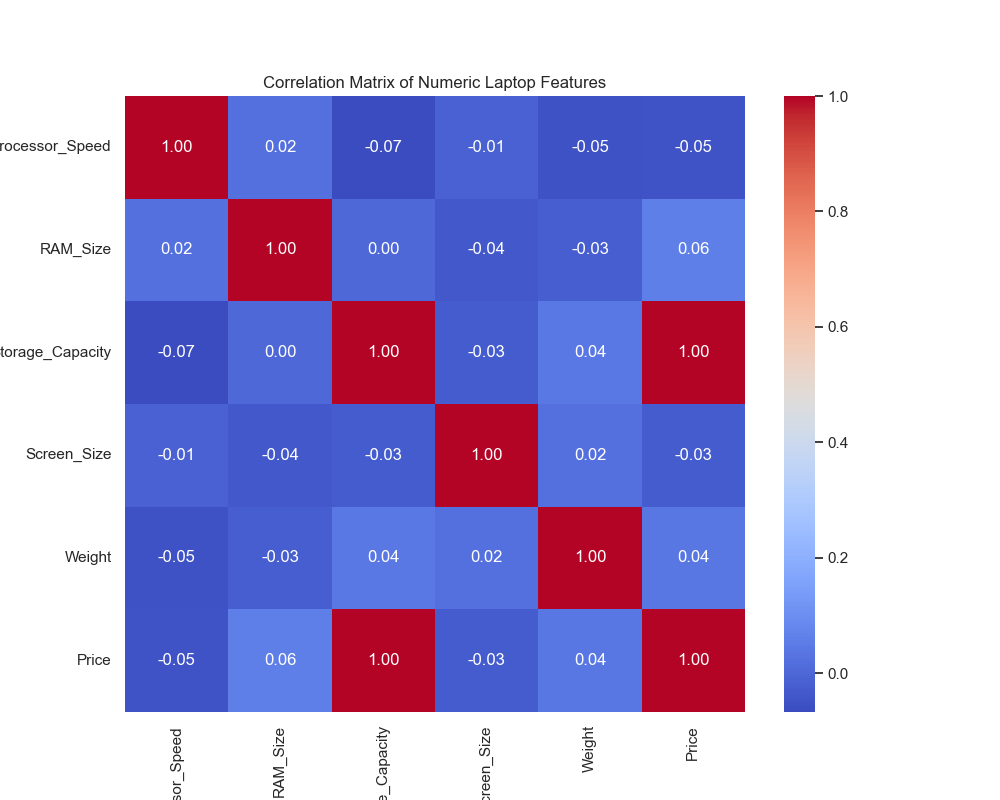 Correlation Matrix of Numeric Laptop Features
rocessor_Speed 1.00 0.02 -0.07 -0.01 -0.05 -0.05
RAM_Size 0.02 1.00 0.00 -0.04 -0.03 0.06
torage_Capacity -0.07 0.00 1.00 -0.03 0.04 1.00
Screen_Size -0.01 -0.04 -0.03 1.00 0.02 -0.03
Weight -0.05 -0.03 0.04 0.02 1.00 0.04
Price -0.05 0.06 1.00 -0.03 0.04 1.00
sor_Speed
RAM_Size
e_Capacity
creen_Size
Weight
Price
1.0
0.8
0.6
0.4
0.2
0.0